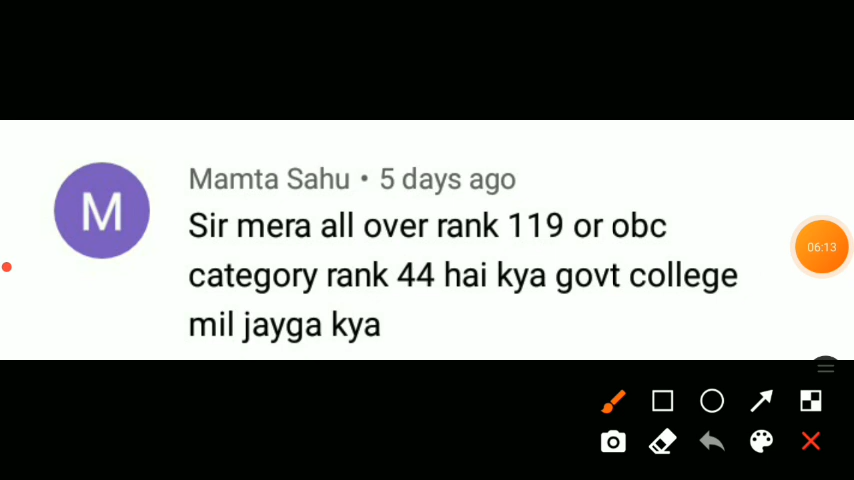 M
Mamta Sahu • 5 days ago
Sir mera all over rank 119 or obc
category rank 44 hai kya govt college
mil jayga kya
06:13